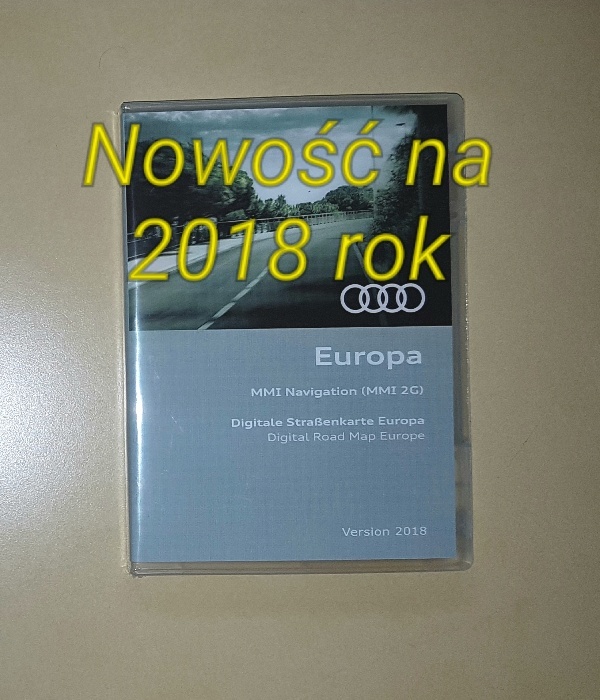 Nowość na
2018 rok
Europa
MMI Navigation (MMI 2G)
Digitale Straßenkarte Europa
Digital Road Map Europe
Version 2018